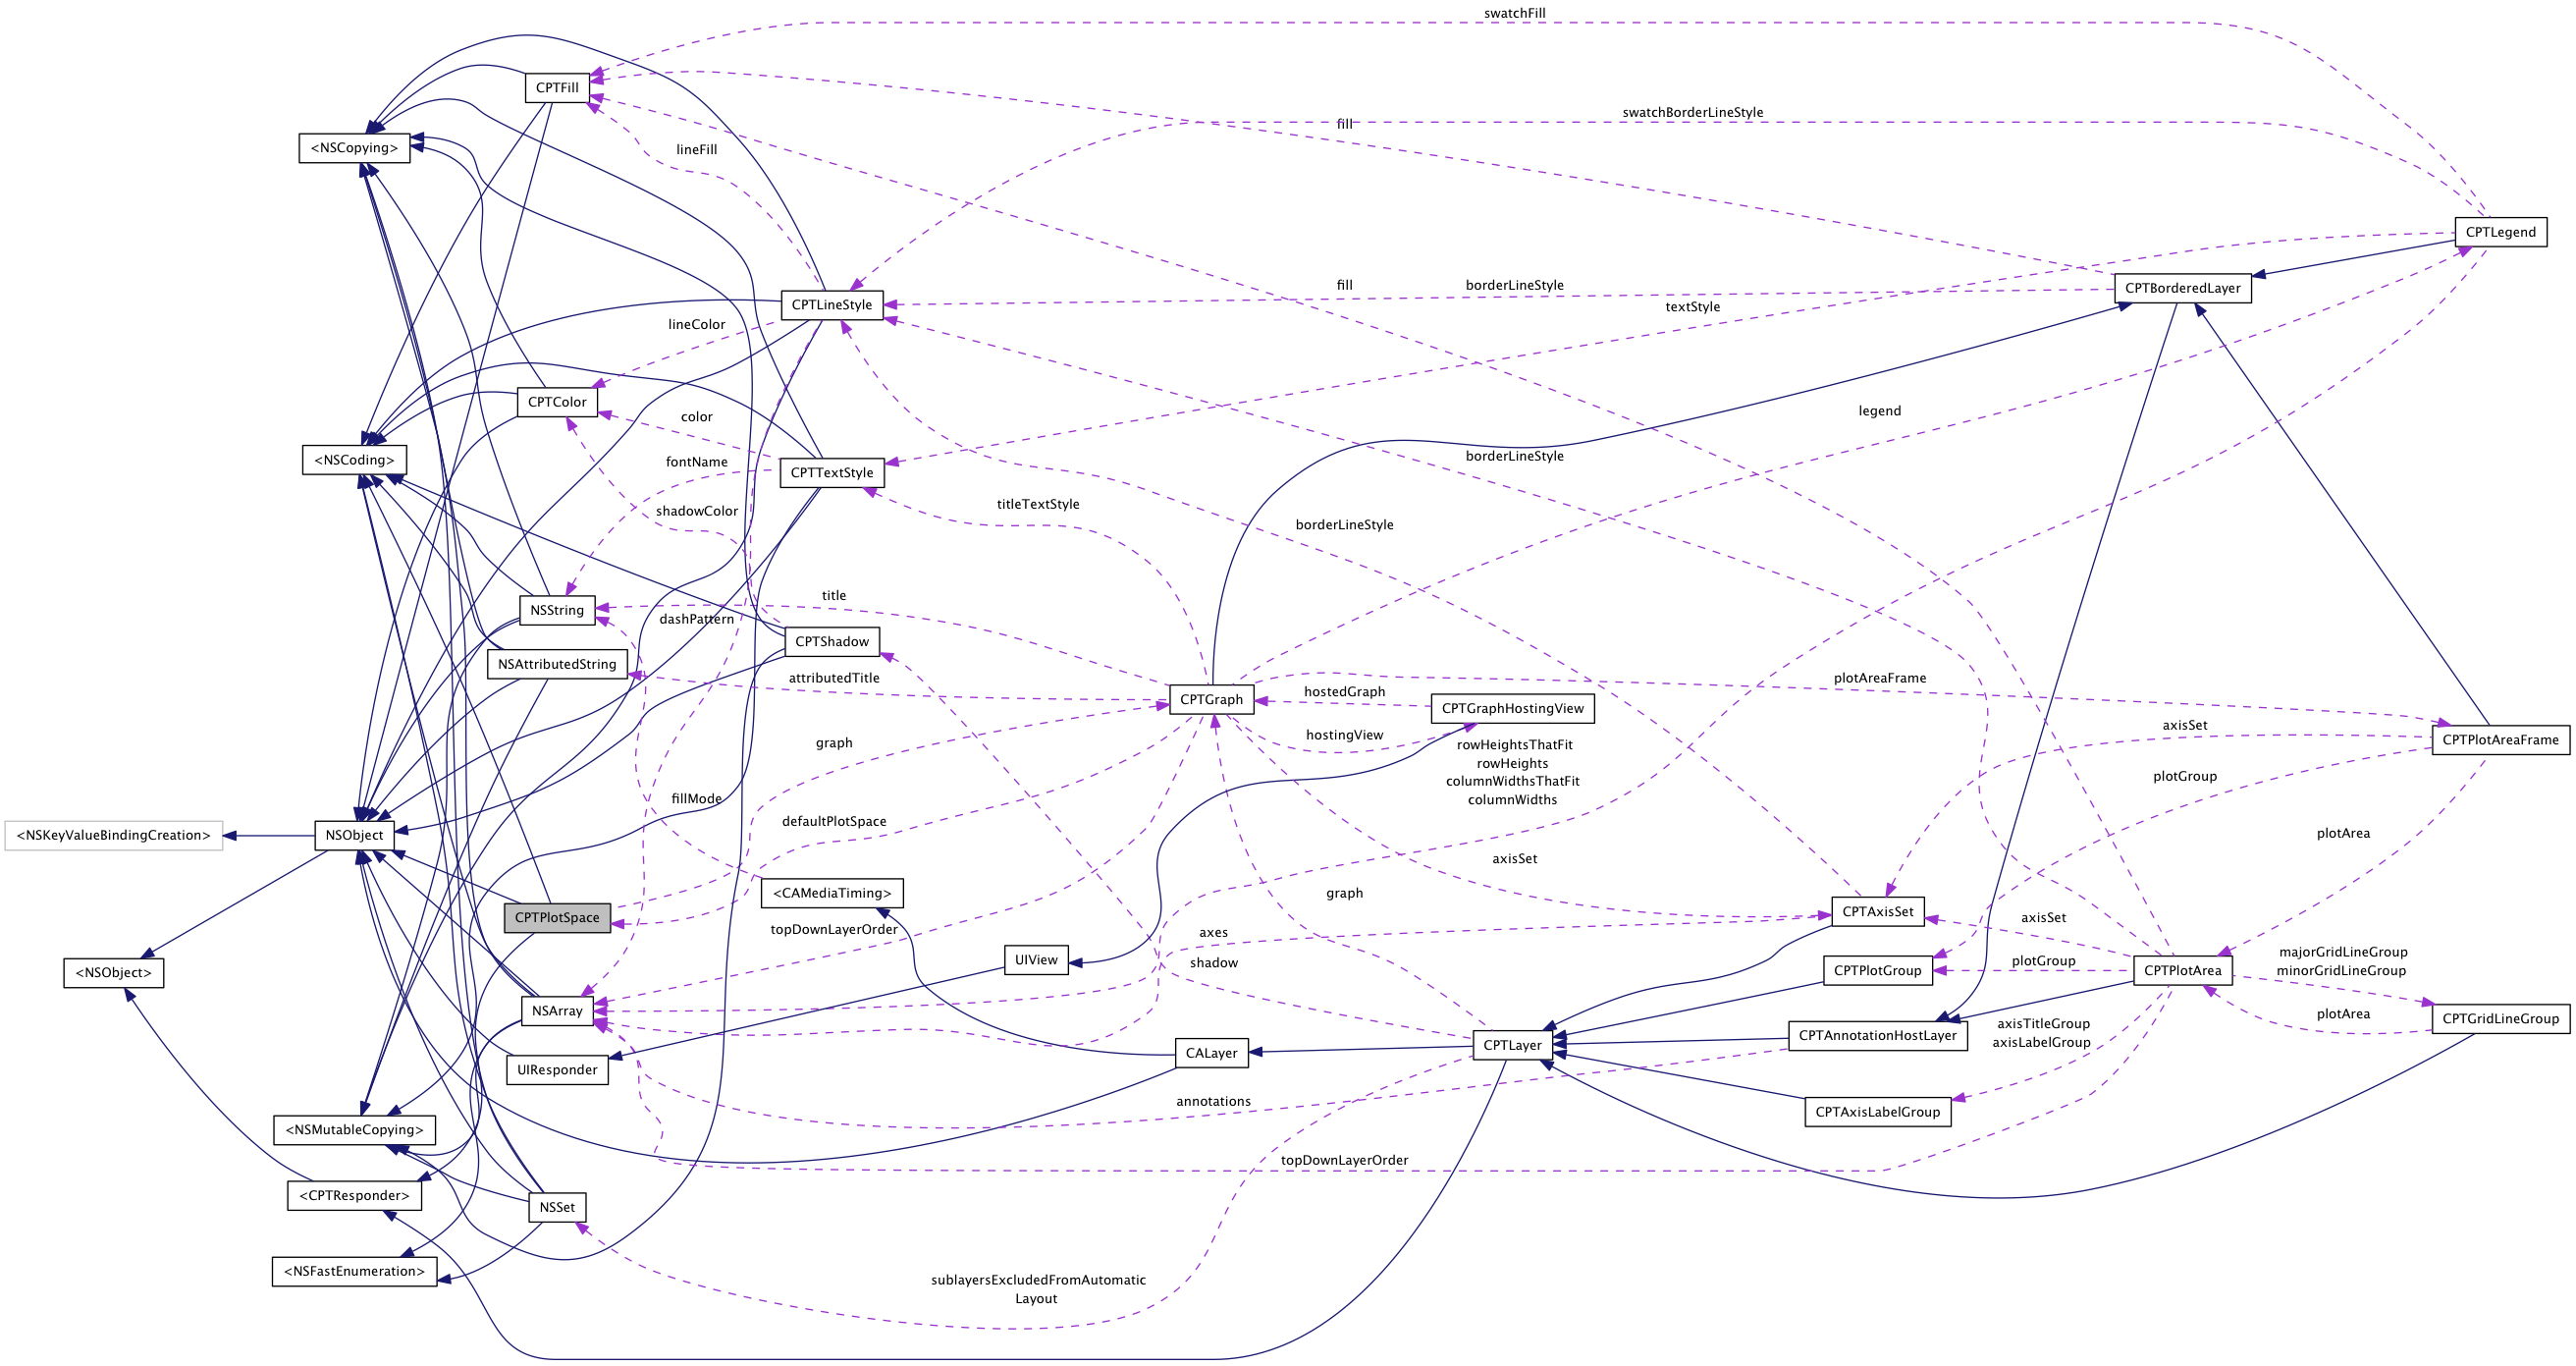 swatchFill
CPTFill
swatchBorderLineStyle
fill
<NSCopying>
lineFill
CPTLegend
fill
borderLineStyle
CPTBorderedLayer
CPTLineStyle
textStyle
lineColor
CPTColor
color
legend
<NSCoding>
fontName
CPTTextStyle
borderLineStyle
titleTextStyle
shadowColor
borderLineStyle
NSString
title
dashPattern
CPTShadow
NSAttributedString
attributedTitle
CPTGraph
hostedGraph
plotAreaFrame
CPTGraphHostingView
graph
hostingView
axisSet
CPTPlotAreaFrame
rowHeightsThatFit
rowHeights
columnWidthsThatFit
columnWidths
plotGroup
fillMode
defaultPlotSpace
<NSKeyValueBindingCreation>
NSObject
plotArea
axisSet
<CAMediaTiming>
graph
CPTPlotSpace
CPTAxisSet
axisSet
topDownLayerOrder
axes
UIView
shadow
<NSObject>
CPTPlotGroup
plotGroup
CPTPlotArea
majorGridLineGroup
minorGridLineGroup
NSArray
plotArea
CPTGridLineGroup
axisTitleGroup
axisLabelGroup
CPTAnnotationHostLayer
CPTLayer
CALayer
UIResponder
annotations
CPTAxisLabelGroup
<NSMutableCopying>
topDownLayerOrder
<CPTResponder>
NSSet
<NSFastEnumeration>
sublayersExcludedFromAutomatic
Layout